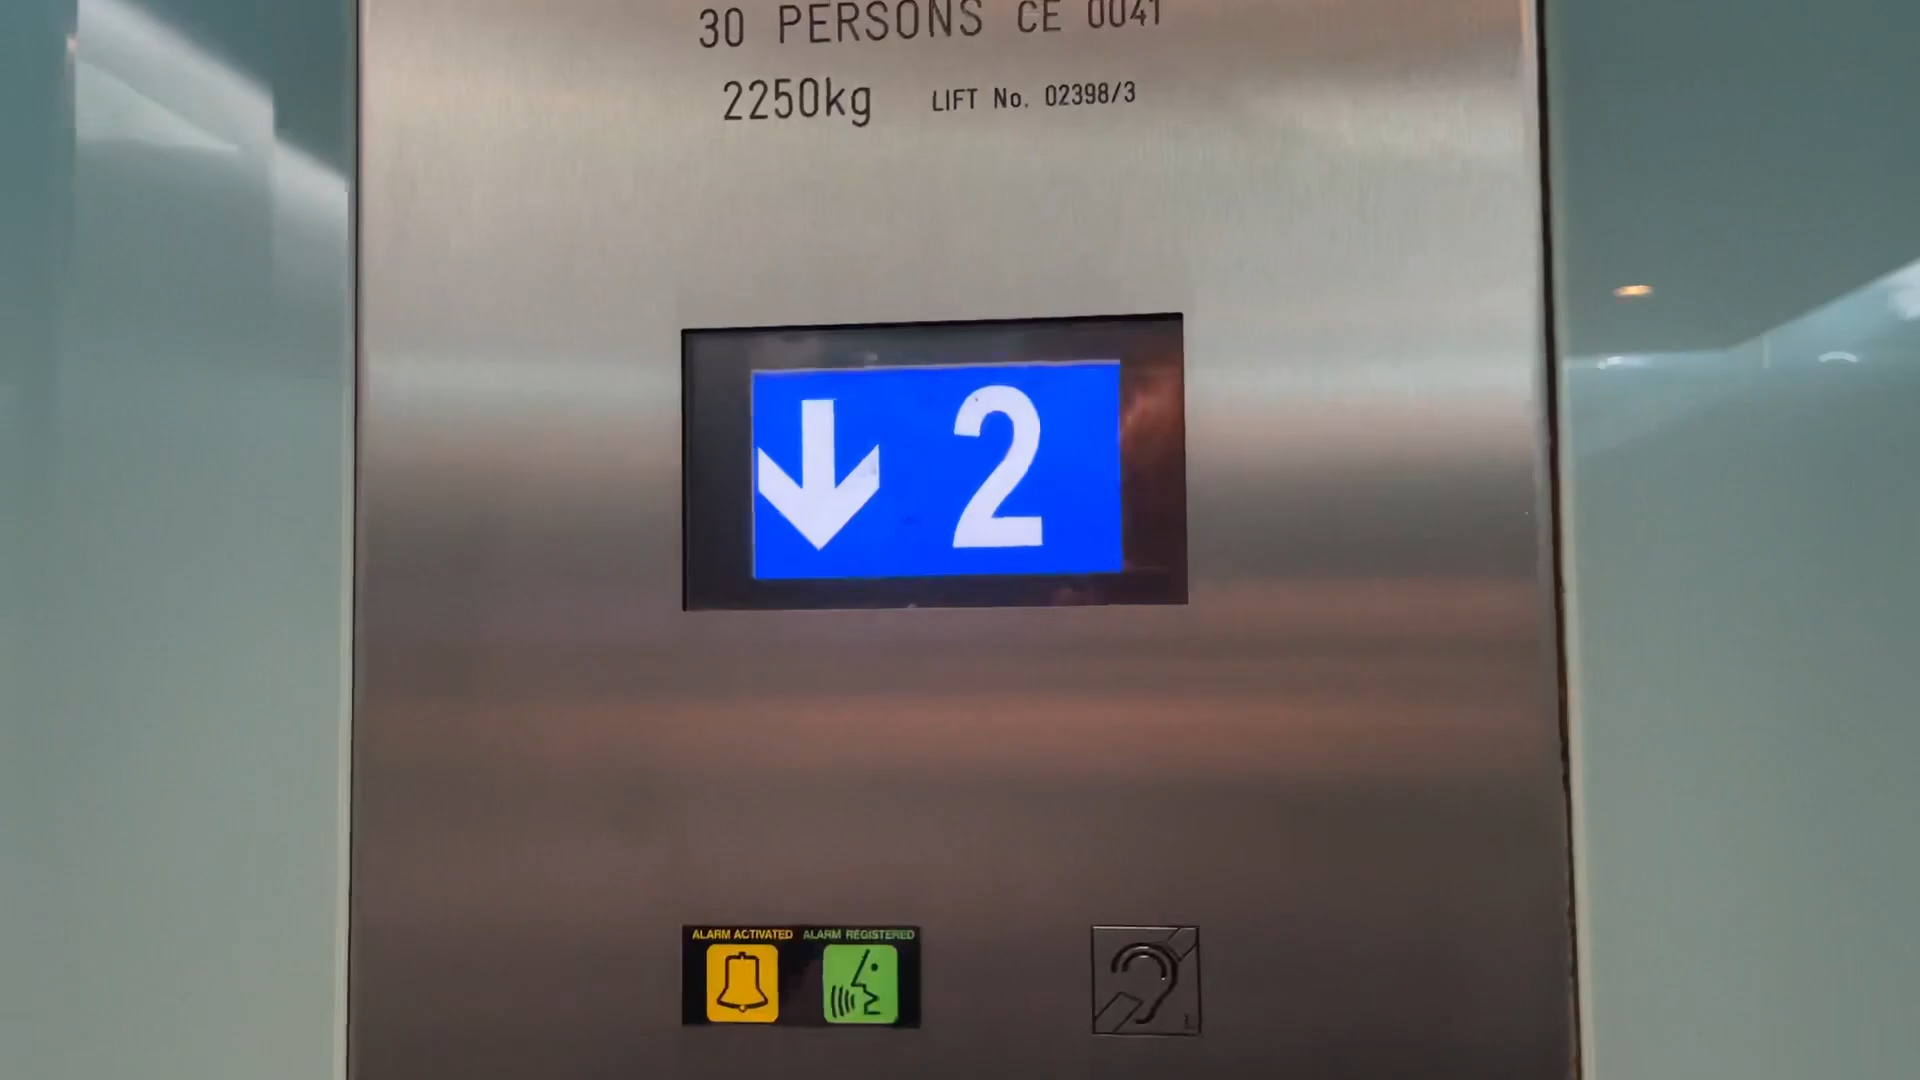 30 PERSONS CE 0041
2250kg LIFT No. 02398/3
2
ALARM ACTIVATED ALARM REGISTERED